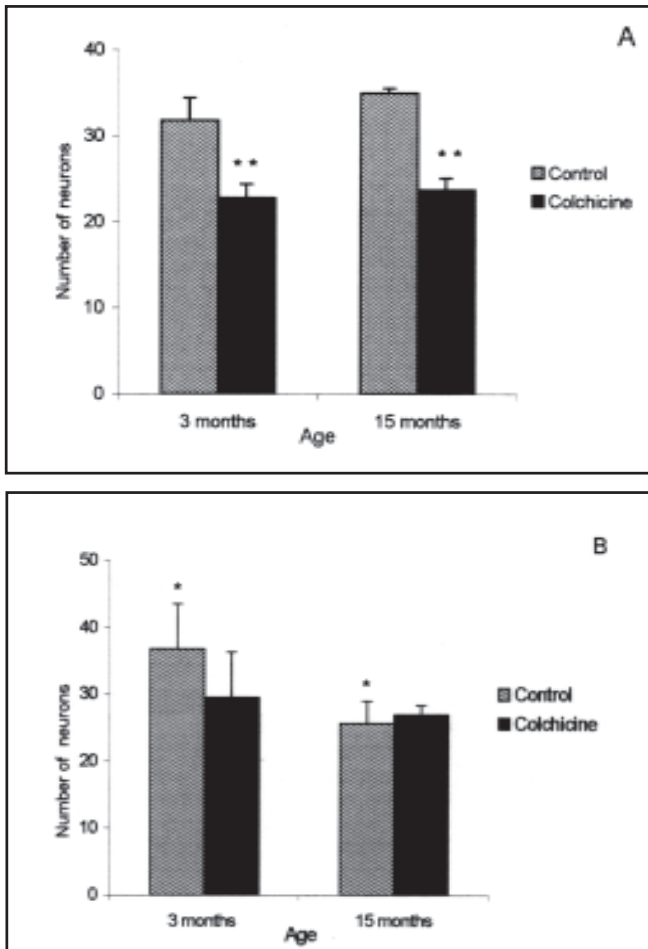 A
40
30
20
10
0
Number of neurons
* *
* *
Control
Colchicine
3 months
15 months
Age
B
50
40
30
20
10
0
Number of neurons
*
*
Control
Colchicine
3 months
15 months
Age